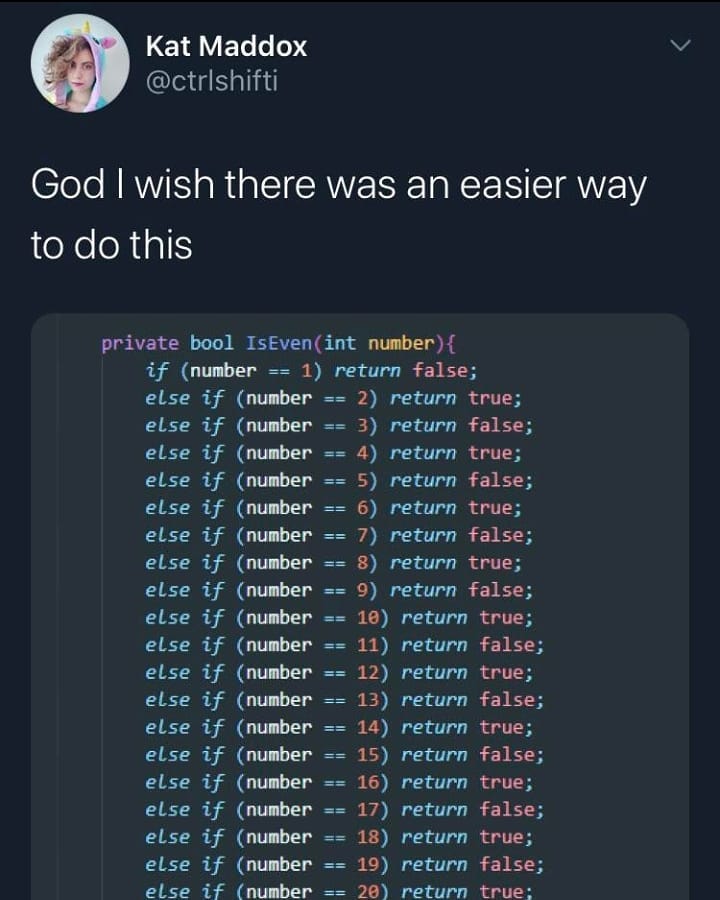 Kat Maddox
@ctrlshifti
God I wish there was an easier way
to do this
private bool IsEven(int number){
if (number == 1) return false;
else if (number == 2) return true;
else if (number == 3) return false;
else if (number == 4) return true;
else if (number == 5) return false;
else if (number == 6) return true;
else if (number == 7) return false;
else if (number == 8) return true;
else if (number == 9) return false;
else if (number == 10) return true;
else if (number == 11) return false;
else if (number == 12) return true;
else if (number == 13) return false;
else if (number == 14) return true;
else if (number == 15) return false;
else if (number == 16) return true;
else if (number == 17) return false;
else if (number == 18) return true;
else if (number == 19) return false;
else if (number == 20) return true;